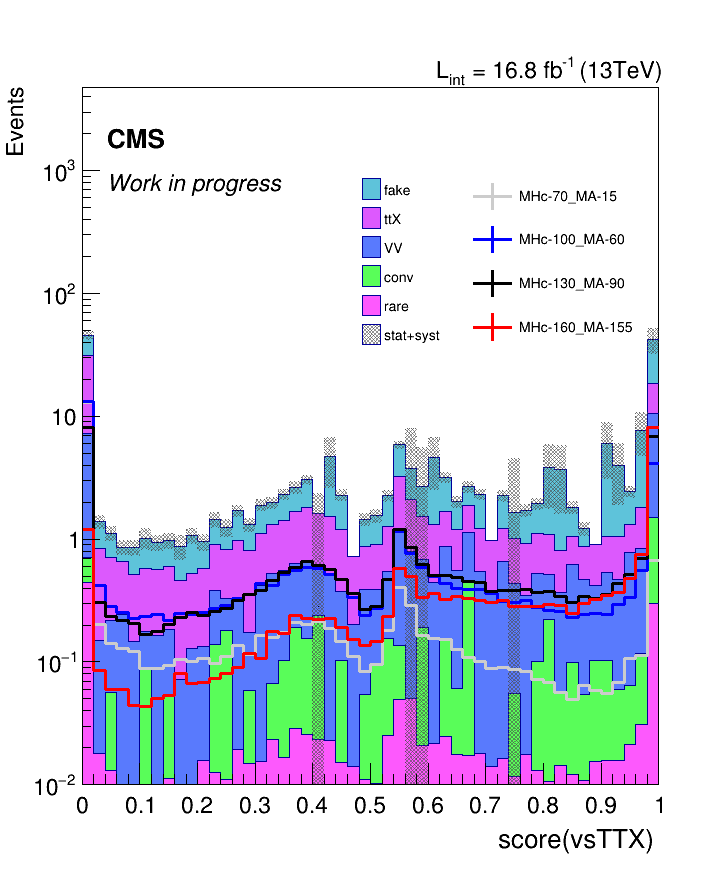 L_int = 16.8 fb^-1 (13TeV)
Events
CMS
Work in progress
fake
ttX
VV
conv
rare
stat+syst
MHc-70_MA-15
MHc-100_MA-60
MHc-130_MA-90
MHc-160_MA-155
10^3
10^2
10
1
10^-1
10^-2
0 0.1 0.2 0.3 0.4 0.5 0.6 0.7 0.8 0.9 1
score(vsTTX)